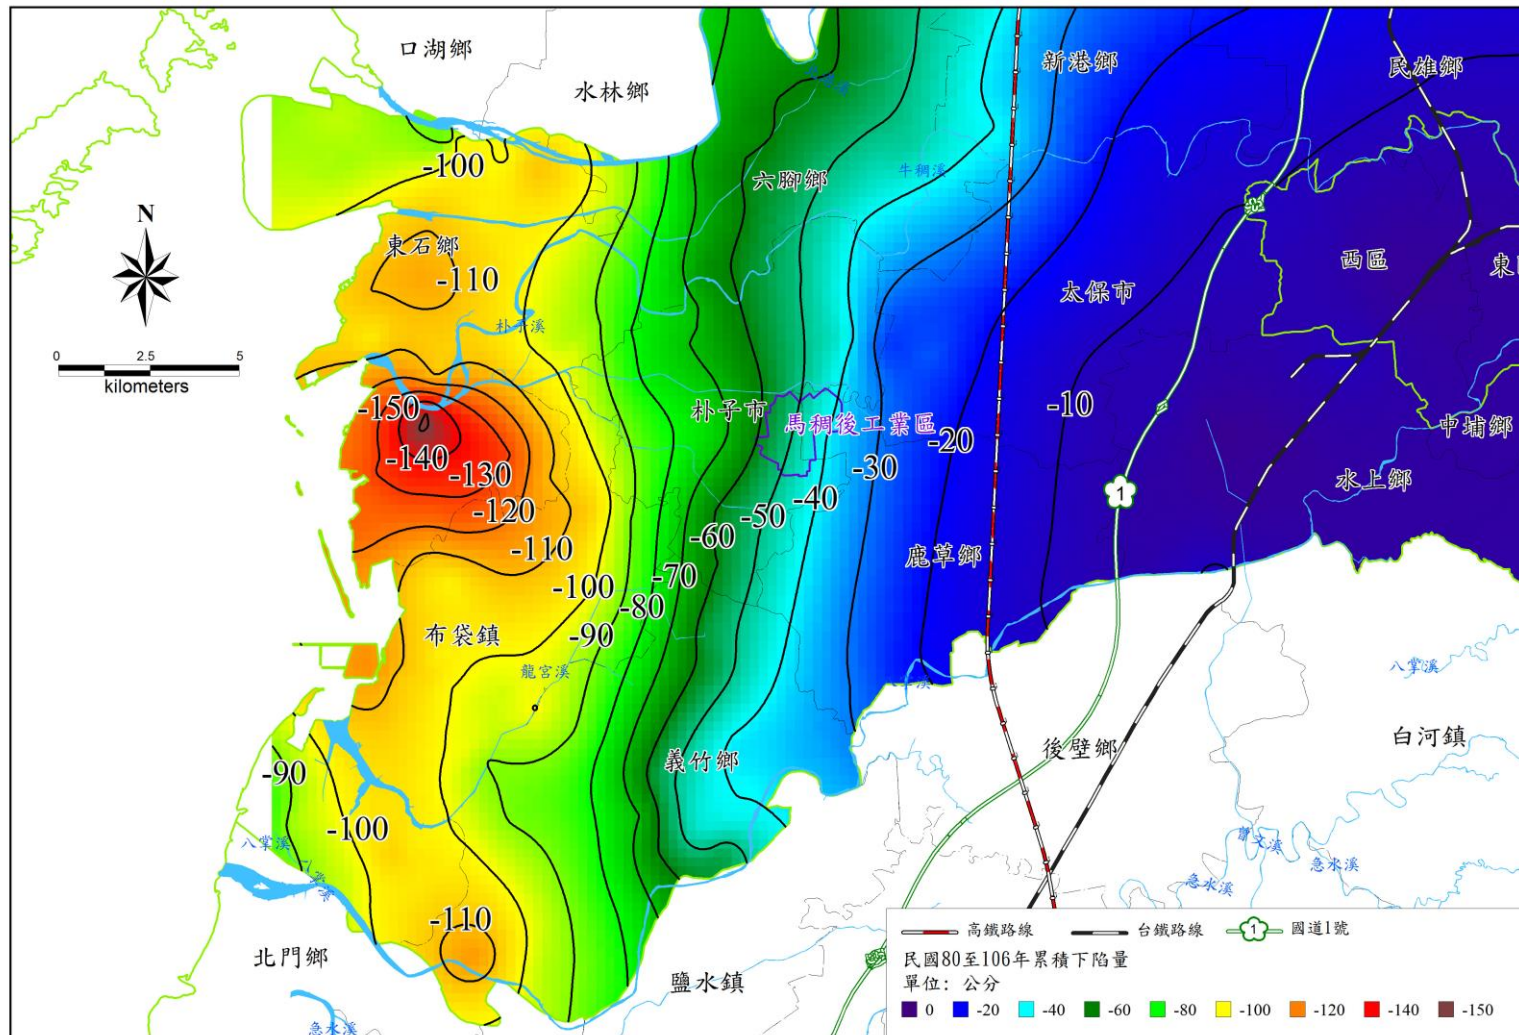 口湖鄉
水林鄉
新港鄉
民雄鄉
-100
六腳鄉
牛稠溪
N
東石鄉
-110
西區
太保市
朴子溪
0 2.5 5
kilometers
-150
朴子市
馬稠後工業區
-10
-20
中埔鄉
-140
-130
-30
水上鄉
-120
-50
-40
1
-60
-110
鹿草鄉
-100
-70
-80
布袋鎮
-90
龍宮溪
八掌溪
義竹鄉
後壁鄉
白河鎮
-90
-100
八掌溪
急水溪
急水溪
-110
北門鄉
鹽水鎮
急水溪
高鐵路線
台鐵路線
1
國道1號
民國80至106年累積下陷量
單位: 公分
0 -20 -40 -60 -80 -100 -120 -140 -150